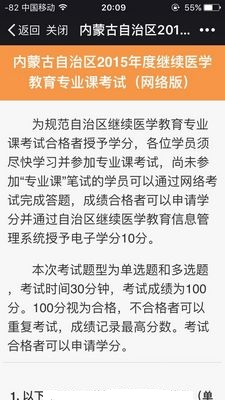 -82 中国移动 20:09 55%
返回 关闭 内蒙古自治区201... 
内蒙古自治区2015年度继续医学
教育专业课考试（网络版）
为规范自治区继续医学教育专业
课考试合格者授予学分，各位学员须
尽快学习并参加专业课考试，尚未参
加“专业课”笔试的学员可以通过网络考
试完成答题，成绩合格者可以申请学
分并通过自治区继续医学教育信息管
理系统授予电子学分10分。
本次考试题型为单选题和多选题
，考试时间30分钟，考试成绩为100
分。100分视为合格，不合格者可以
重复考试，成绩记录最高分数。考试
合格者可以申请学分。
1. 以下
（单